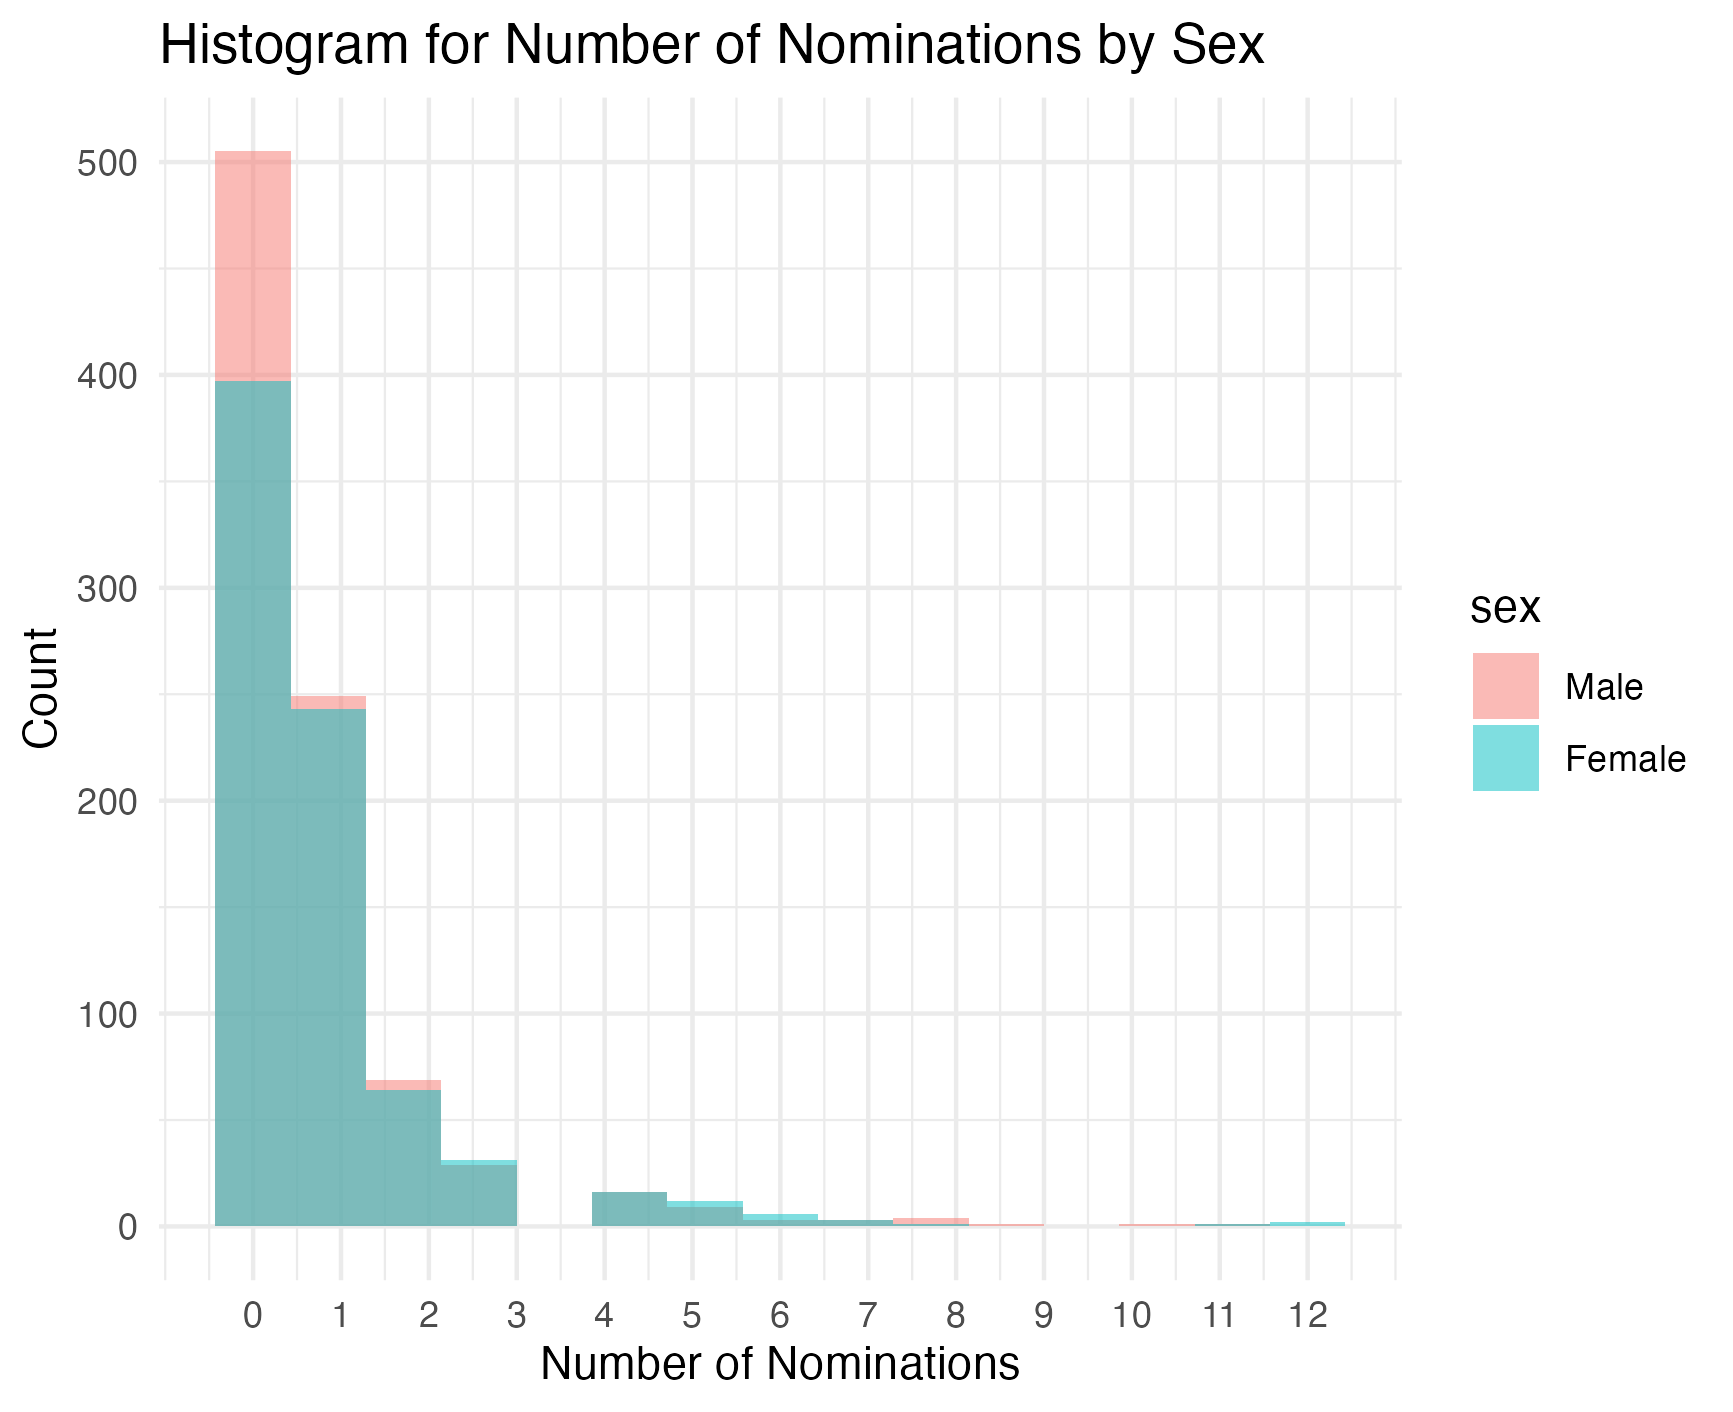 Histogram for Number of Nominations by Sex
500
400
300
200
100
0
Count
0 1 2 3 4 5 6 7 8 9 10 11 12
Number of Nominations
sex
Male
Female